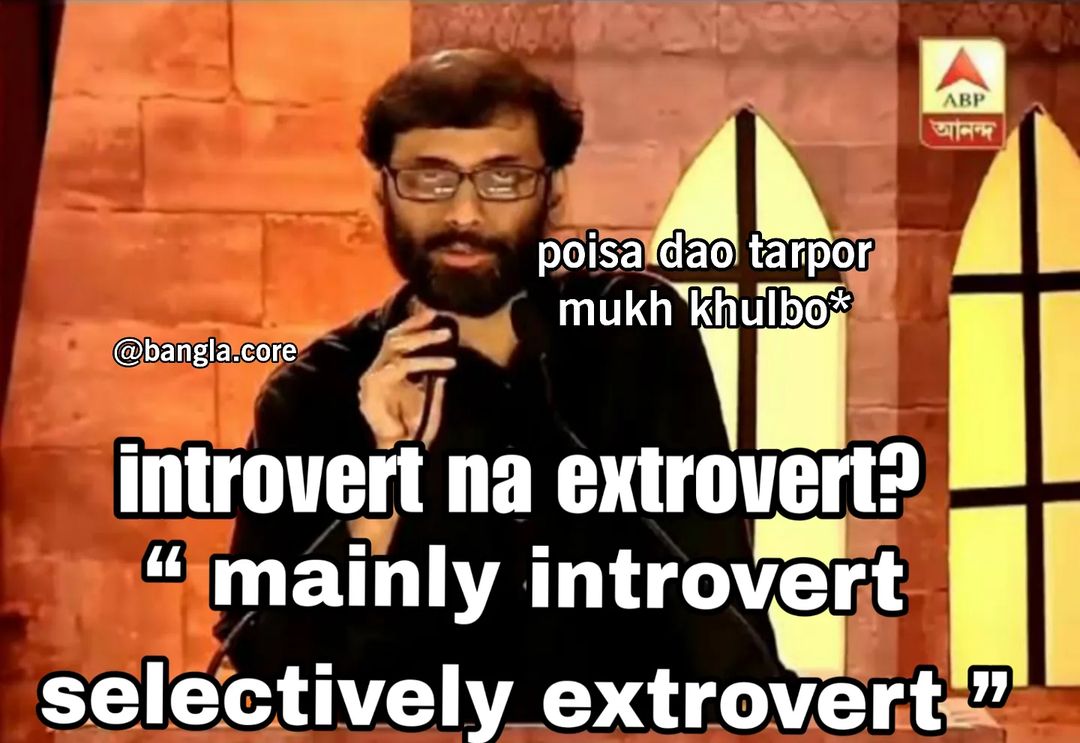 ABP
আনন্দ
poisa dao tarpor
mukh khulbo*
@bangla.core
introvert na extrovert?
“ mainly introvert
selectively extrovert ”